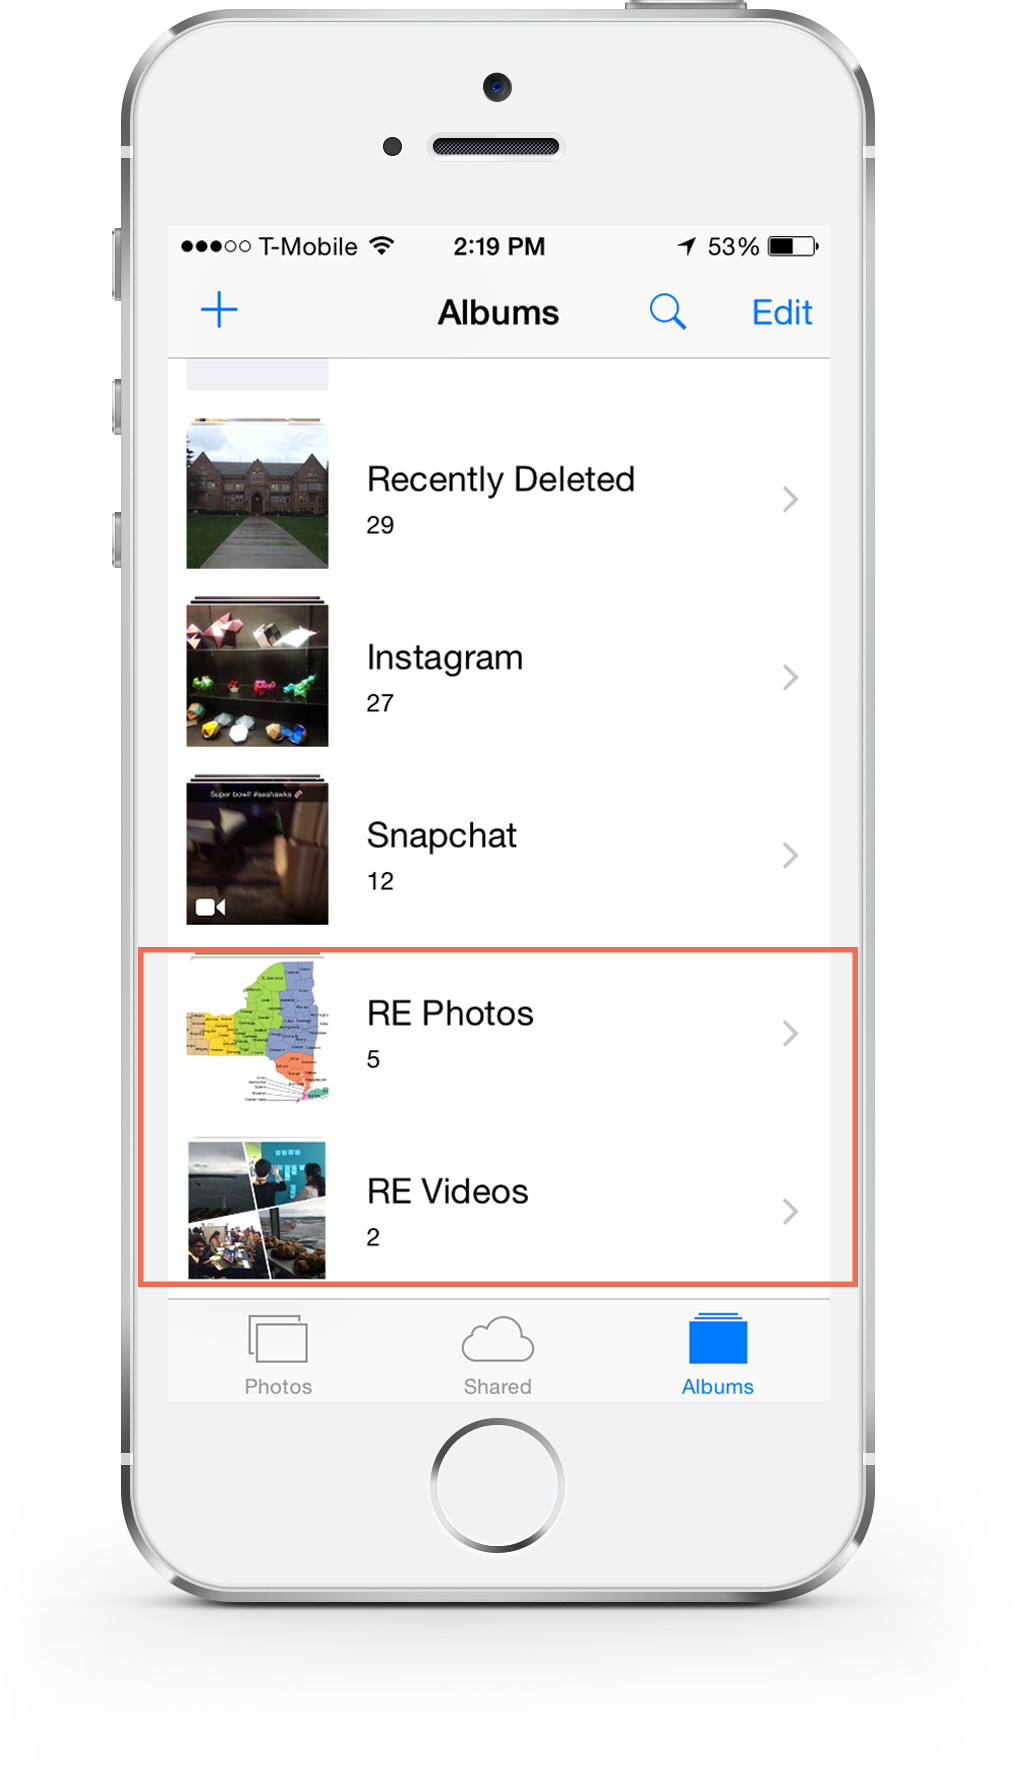 T-Mobile 2:19 PM 53%
Albums Edit
Recently Deleted
29
Instagram
27
Super bowl! #seahawks 🏈
Snapchat
12
RE Photos
5
RE Videos
2
Photos Shared Albums